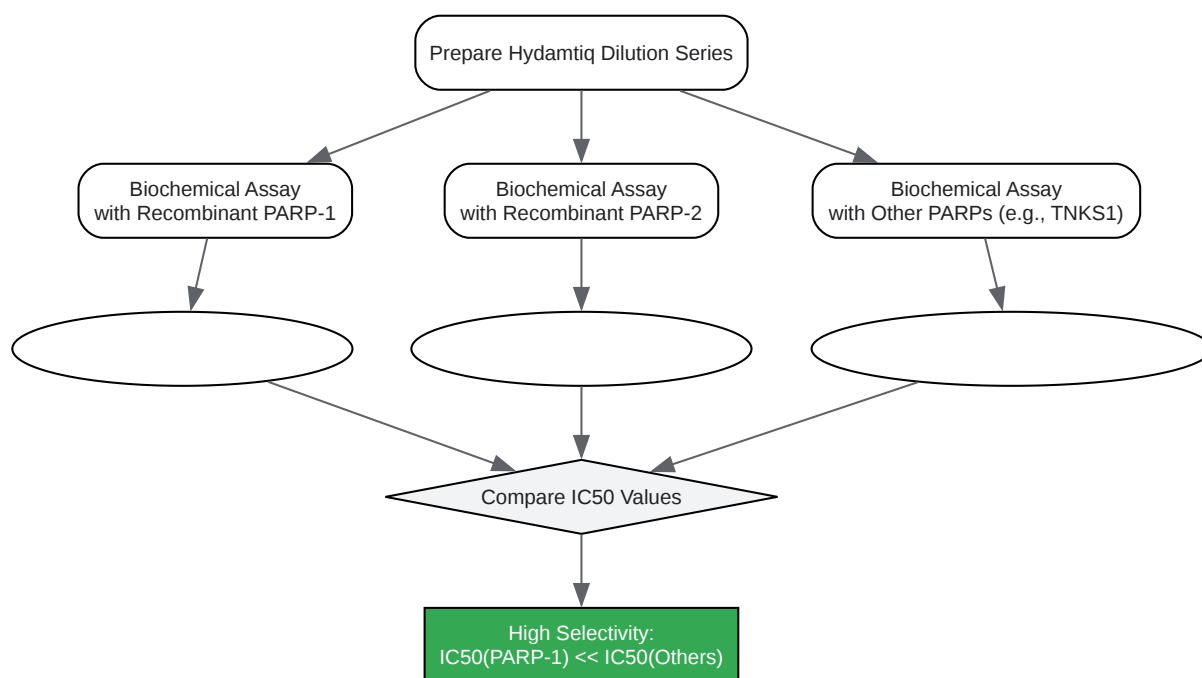 Prepare Hydamtiq Dilution Series
Biochemical Assay
with Recombinant PARP-1
Biochemical Assay
with Recombinant PARP-2
Biochemical Assay
with Other PARPs (e.g., TNKS1)
Compare IC50 Values
High Selectivity:
IC50(PARP-1) << IC50(Others)